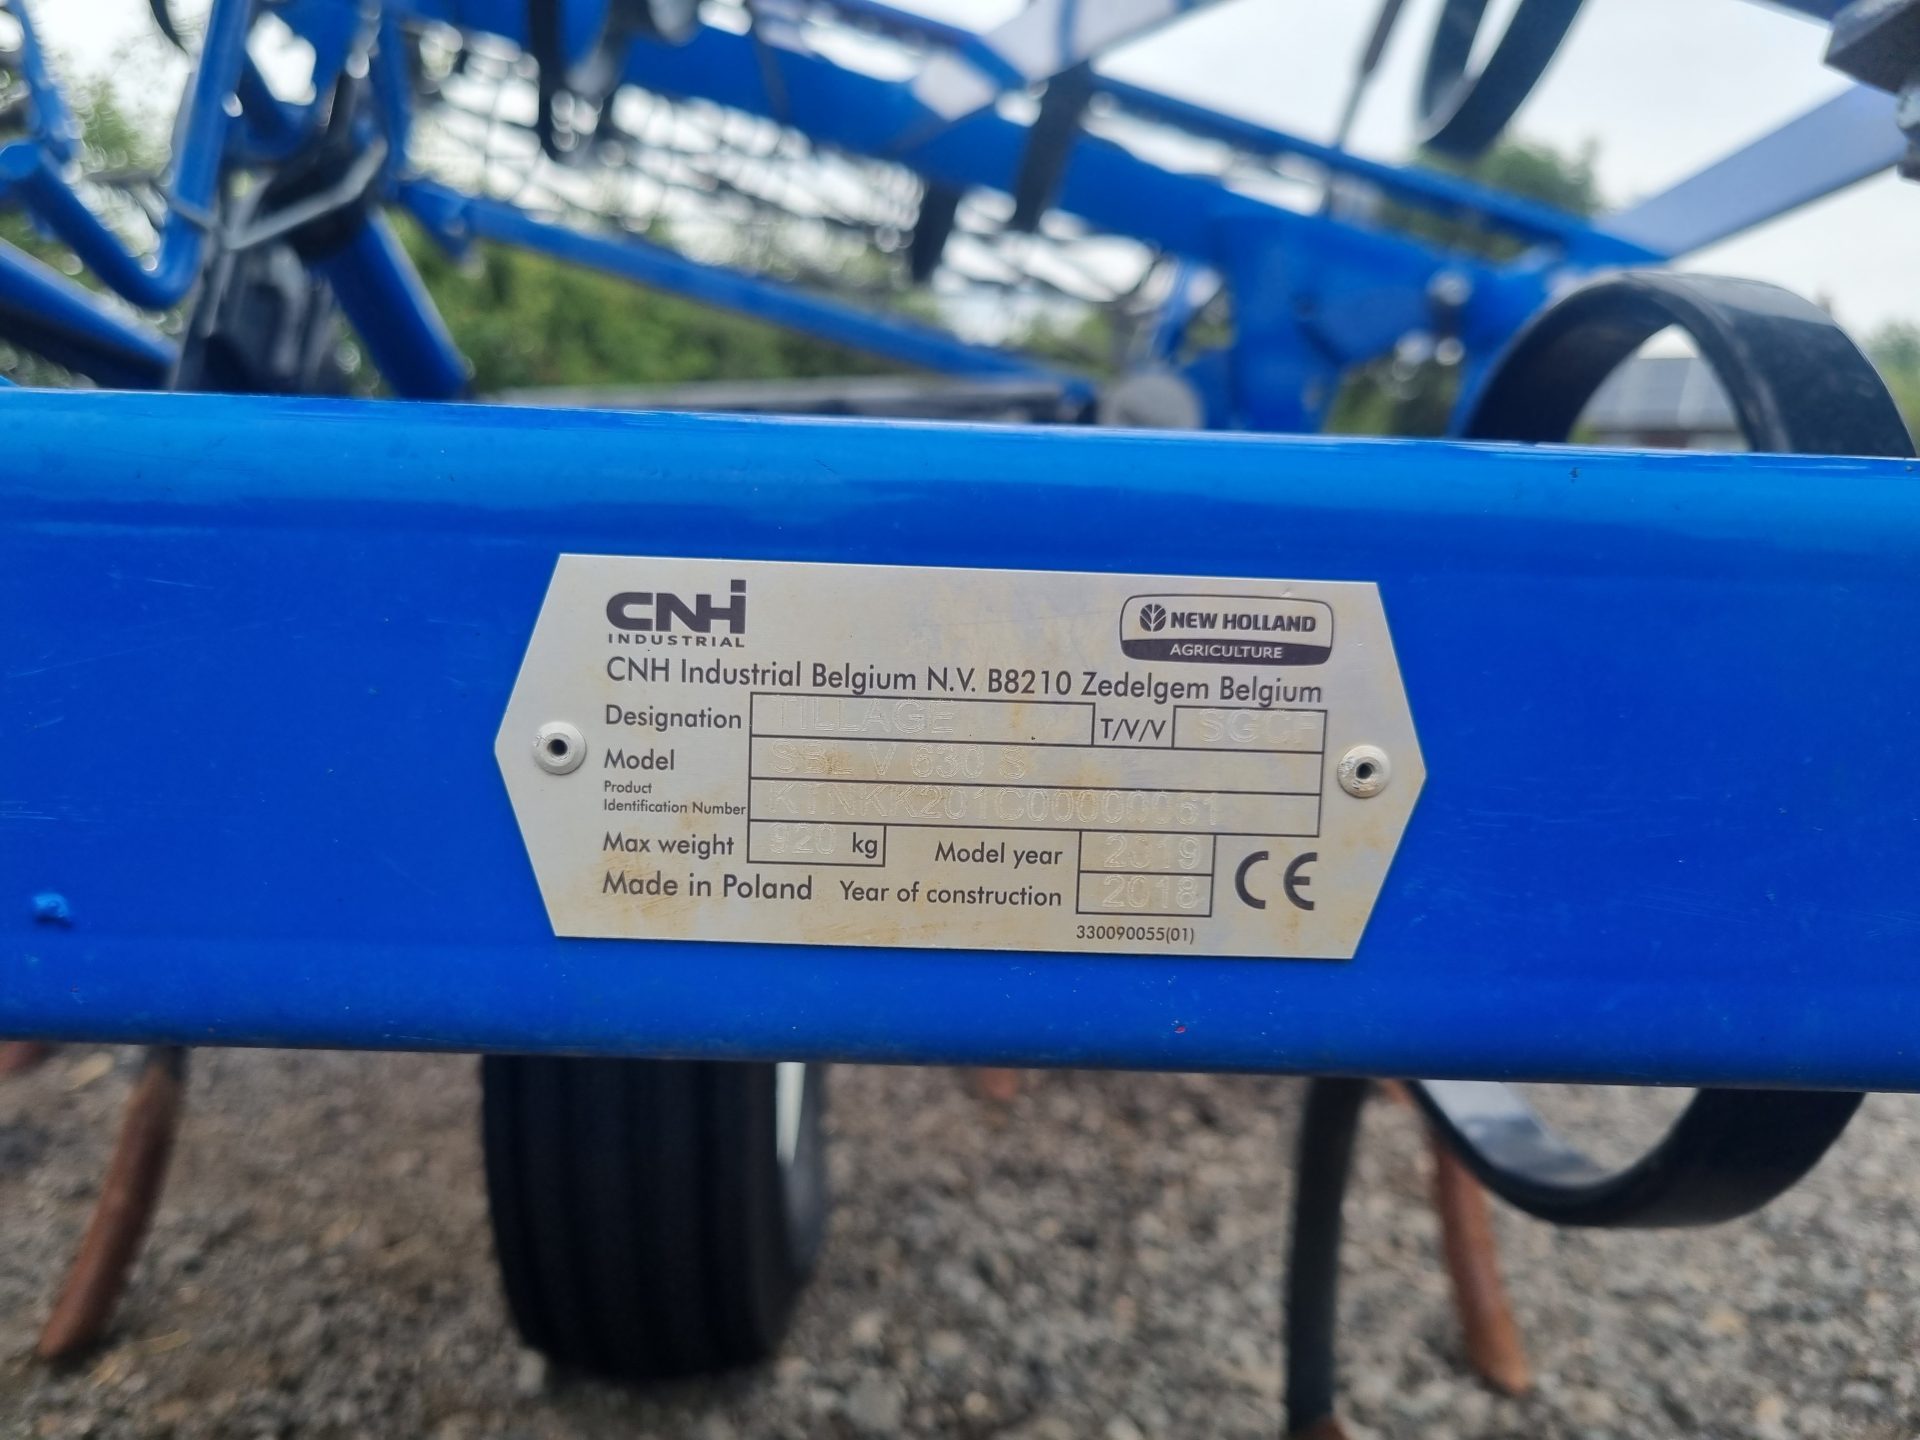 CNH
INDUSTRIAL
NEW HOLLAND
AGRICULTURE
CNH Industrial Belgium N.V. B8210 Zedelgem Belgium
Designation TILLAGE T/V/V SGCF
Model SBL V 630 S
Product
Identification Number KTNKK201C00000061
Max weight 920 kg Model year 2019
Made in Poland Year of construction 2018 CE
330090055(01)